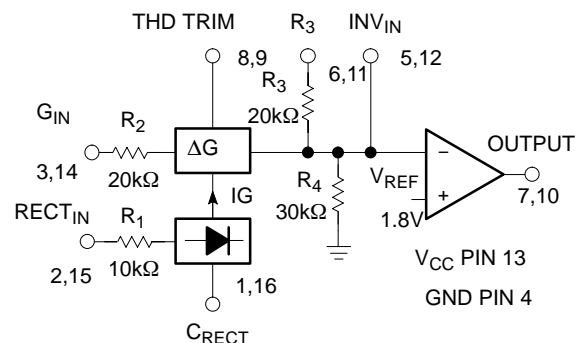 THD TRIM
R3
INVIN
8,9
6,11
5,12
R3
20kΩ
GIN
R2
ΔG
3,14
20kΩ
OUTPUT
7,10
VREF
−
+
1.8V
R4
30kΩ
IG
RECTIN
R1
2,15
10kΩ
1,16
CRECT
VCC PIN 13
GND PIN 4